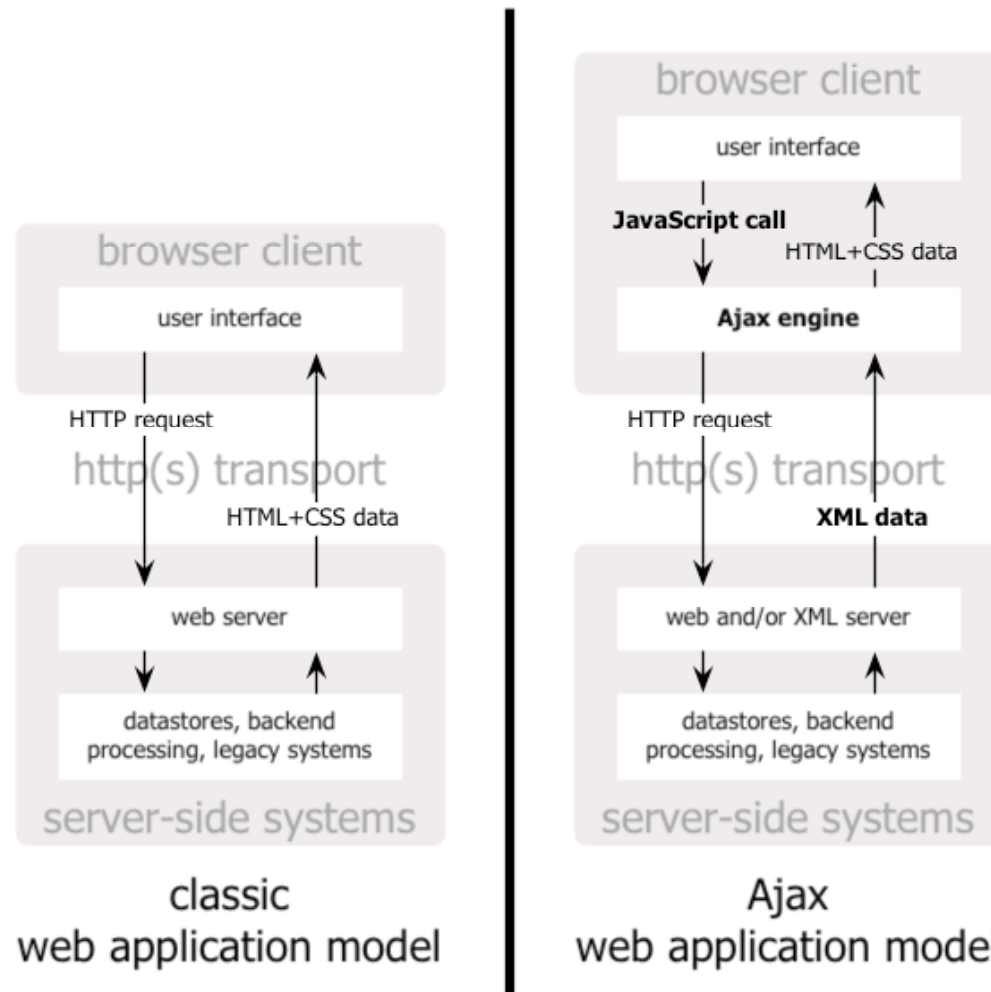 browser client
user interface
HTTP request
http(s) transport
HTML+CSS data
web server
datastores, backend
processing, legacy systems
server-side systems
classic
web application model
browser client
user interface
JavaScript call
HTML+CSS data
Ajax engine
HTTP request
http(s) transport
XML data
web and/or XML server
datastores, backend
processing, legacy systems
server-side systems
Ajax
web application model